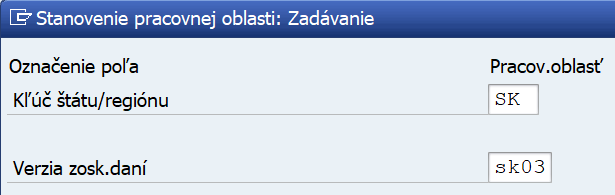 Stanovenie pracovnej oblasti: Zadávanie
Označenie poľa Pracov.oblasť
Kľúč štátu/regiónu SK
Verzia zosk.daní sk03